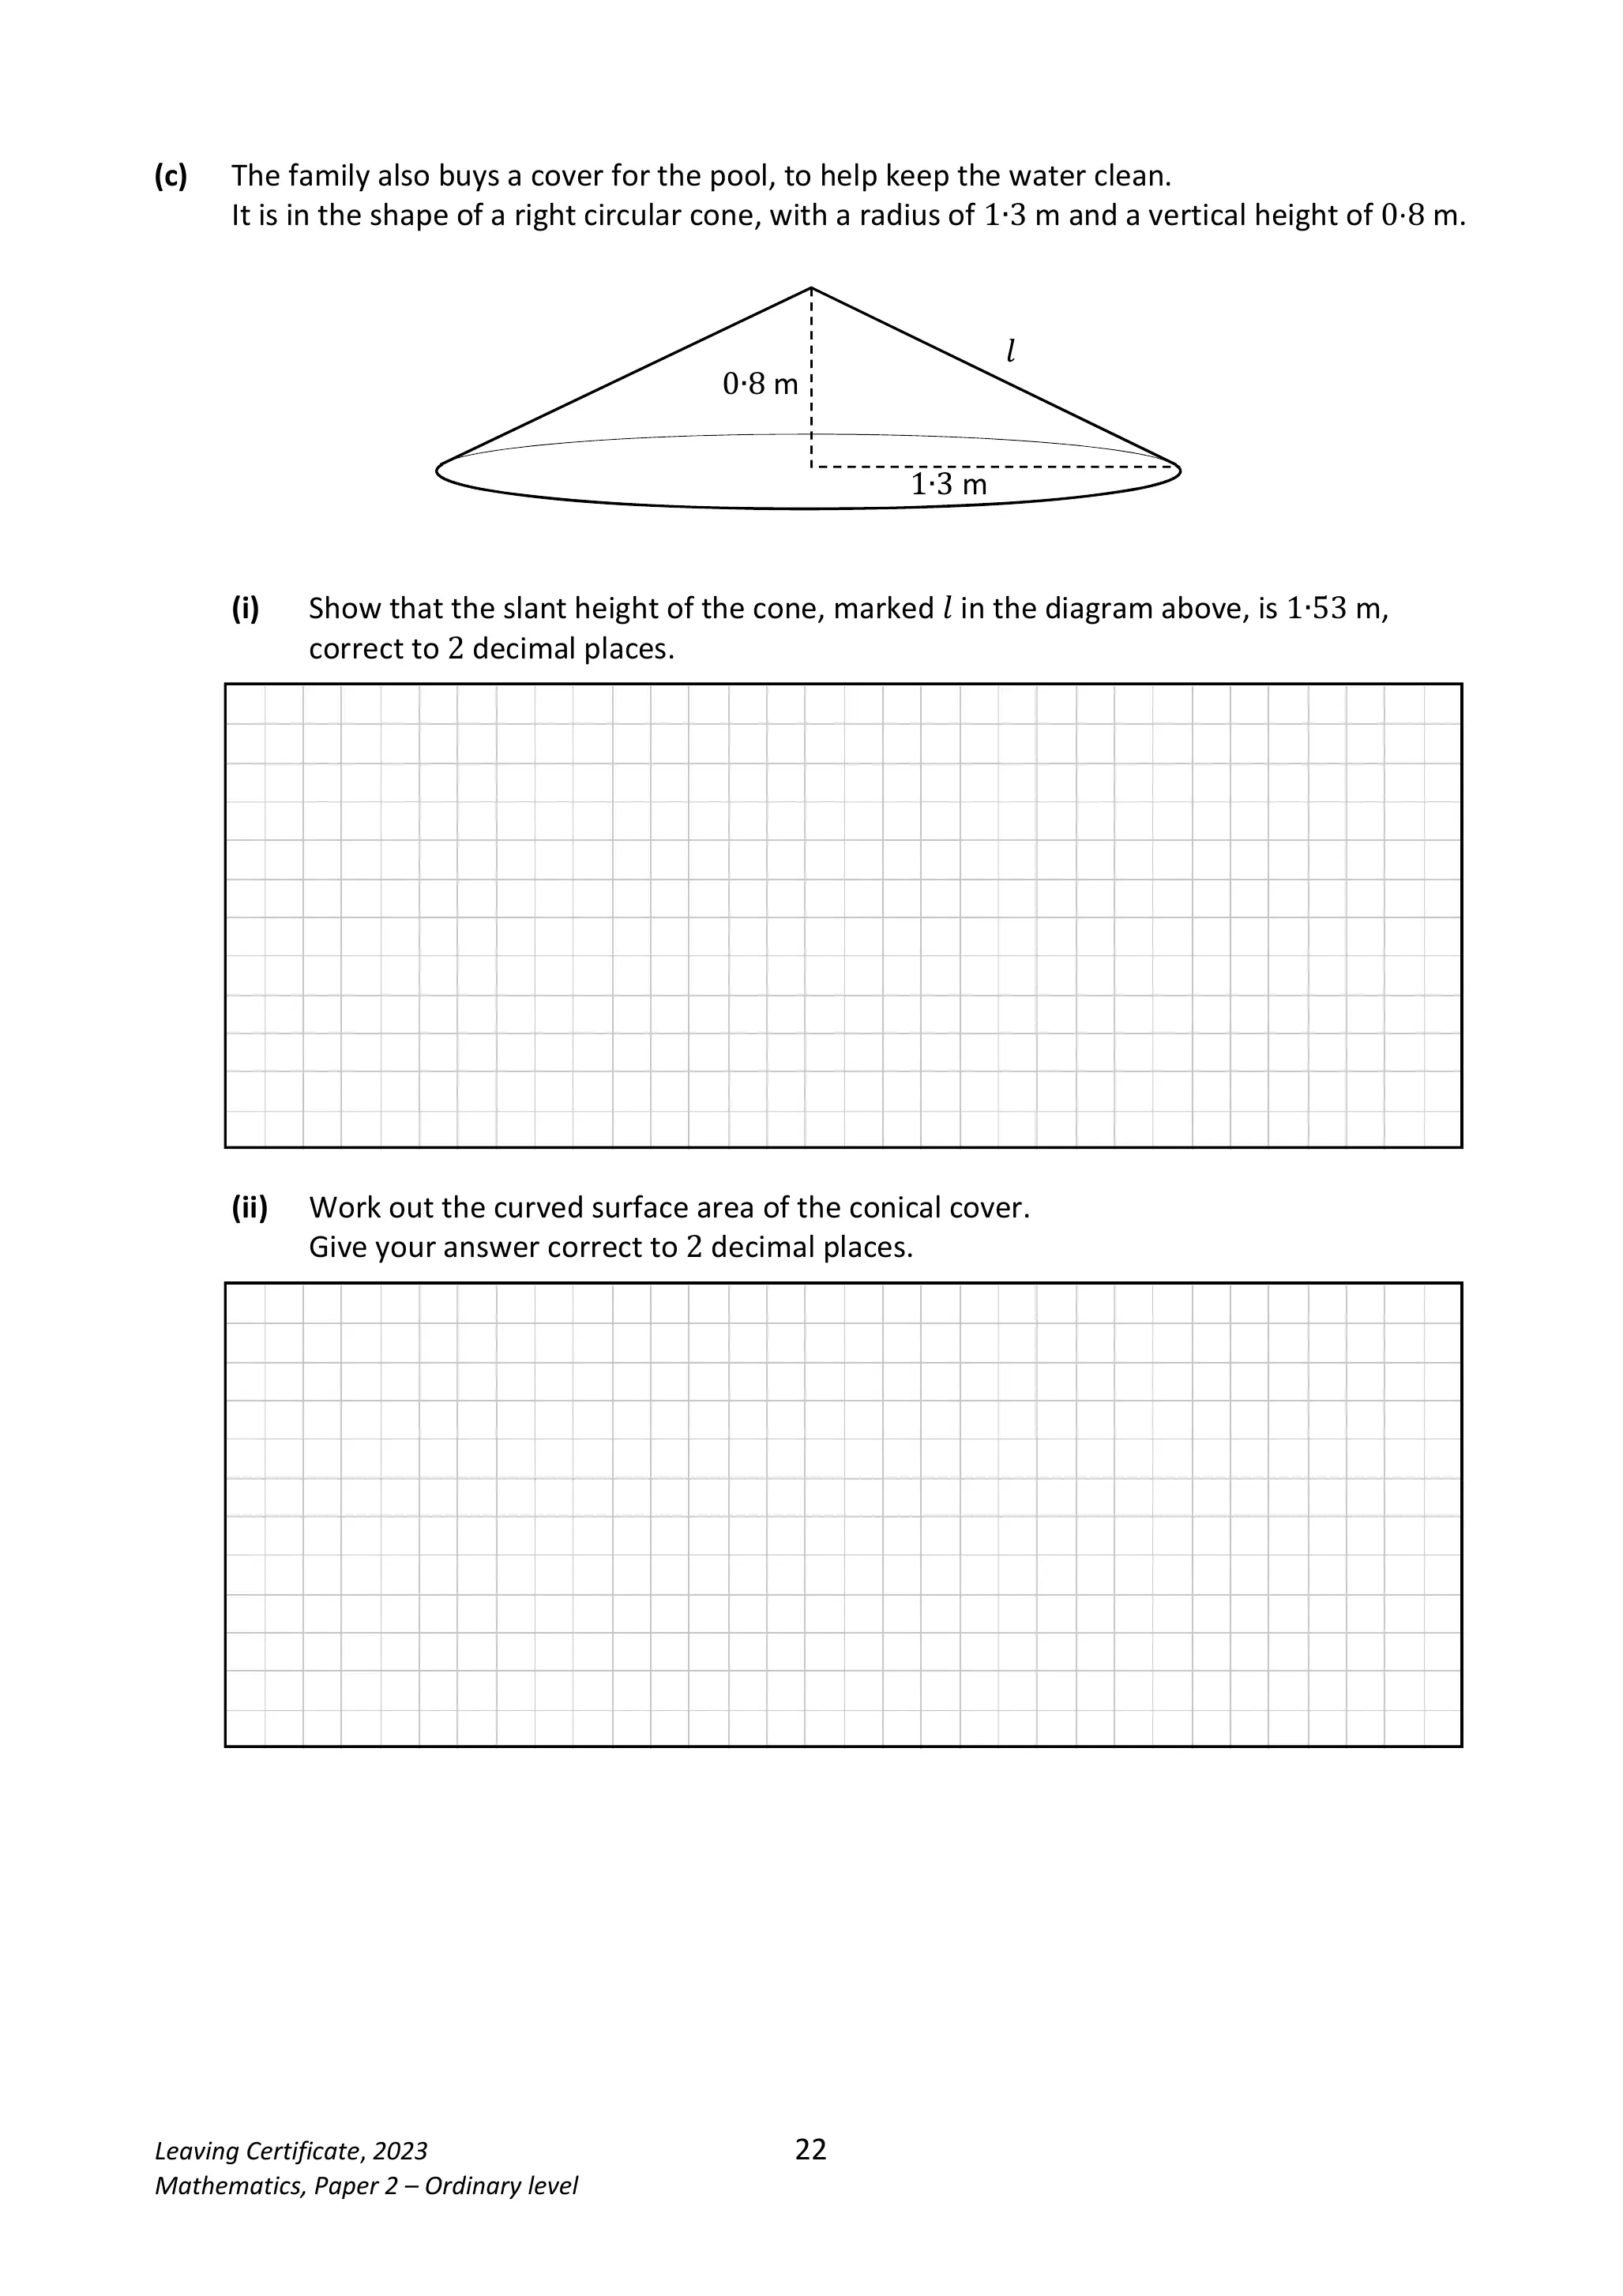 (c) The family also buys a cover for the pool, to help keep the water clean.
It is in the shape of a right circular cone, with a radius of 1·3 m and a vertical height of 0·8 m.
l
0·8 m
1·3 m
(i) Show that the slant height of the cone, marked l in the diagram above, is 1·53 m,
correct to 2 decimal places.
(ii) Work out the curved surface area of the conical cover.
Give your answer correct to 2 decimal places.
Leaving Certificate, 2023
22
Mathematics, Paper 2 – Ordinary level